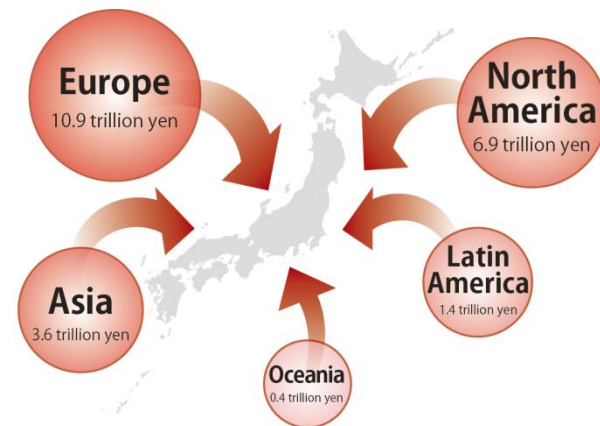 Europe
10.9 trillion yen
North
America
6.9 trillion yen
Asia
3.6 trillion yen
Latin
America
1.4 trillion yen
Oceania
0.4 trillion yen